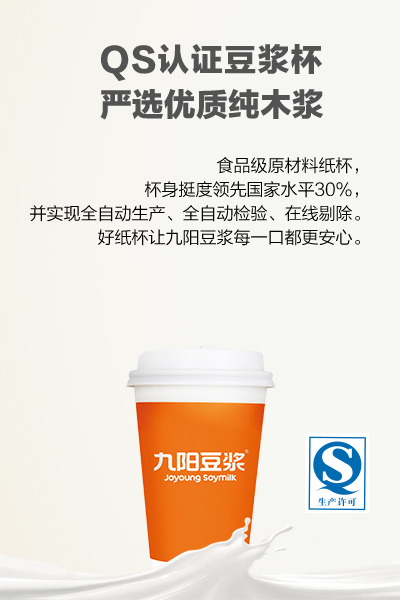 QS认证豆浆杯
严选优质纯木浆
食品级原材料纸杯，
杯身挺度领先国家水平30%，
并实现全自动生产、全自动检验、在线剔除。
好纸杯让九阳豆浆每一口都更安心。
九阳豆浆®
Joyoung Soymilk
QS
生产许可